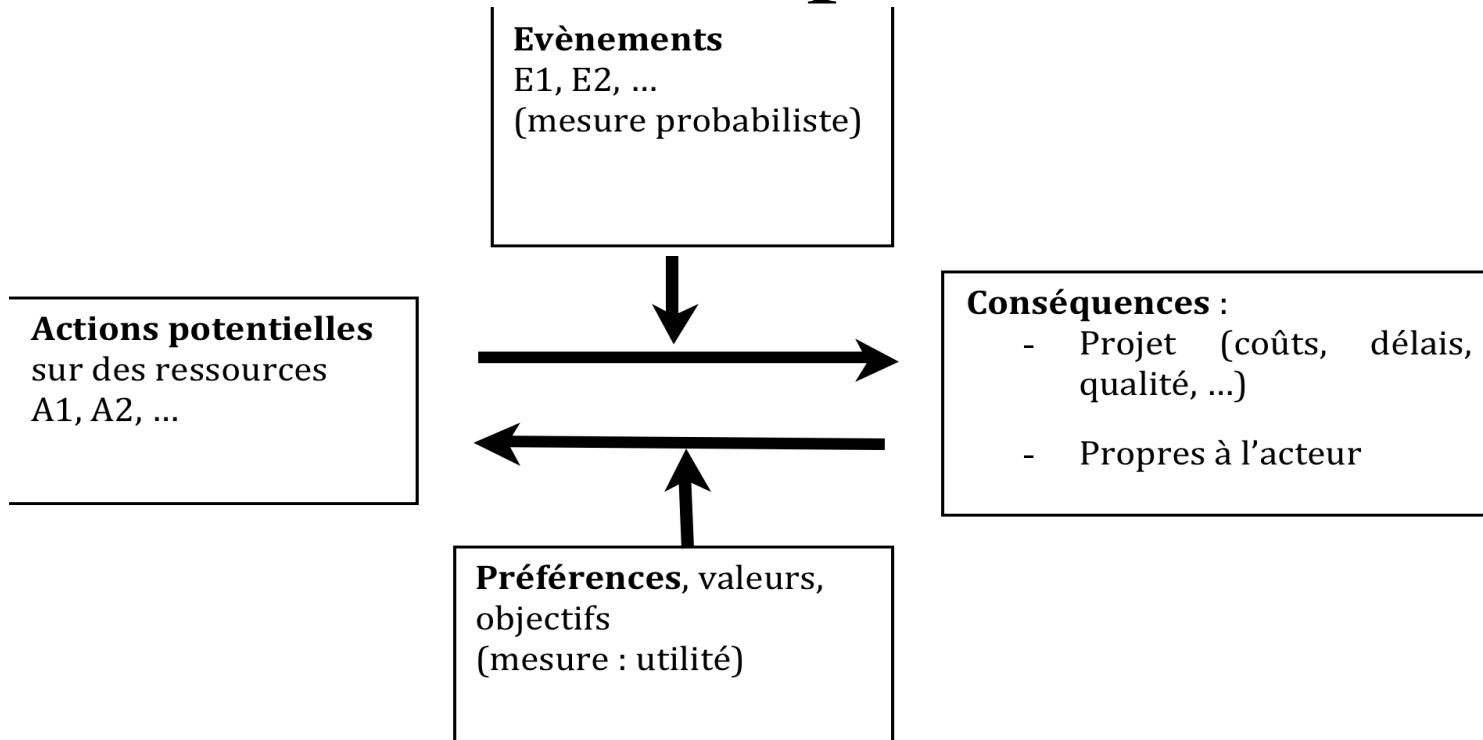 Evènements
E1, E2, …
(mesure probabiliste)
Actions potentielles
sur des ressources
A1, A2, …
Conséquences :
- Projet (coûts, délais,
qualité, …)
- Propres à l’acteur
Préférences, valeurs,
objectifs
(mesure : utilité)